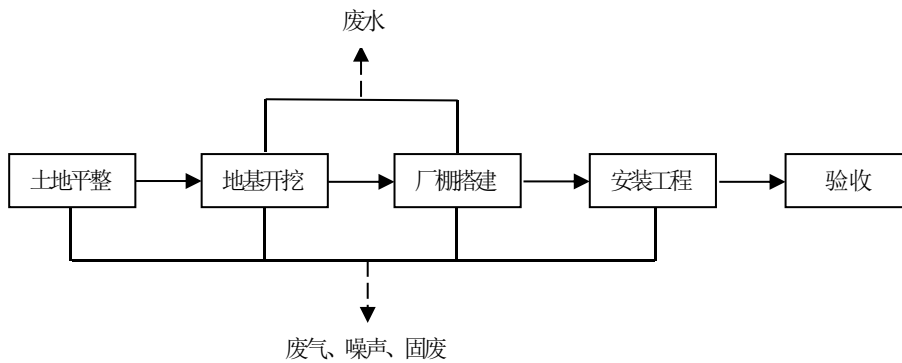 废水
土地平整
地基开挖
厂棚搭建
安装工程
验收
废气、噪声、固废